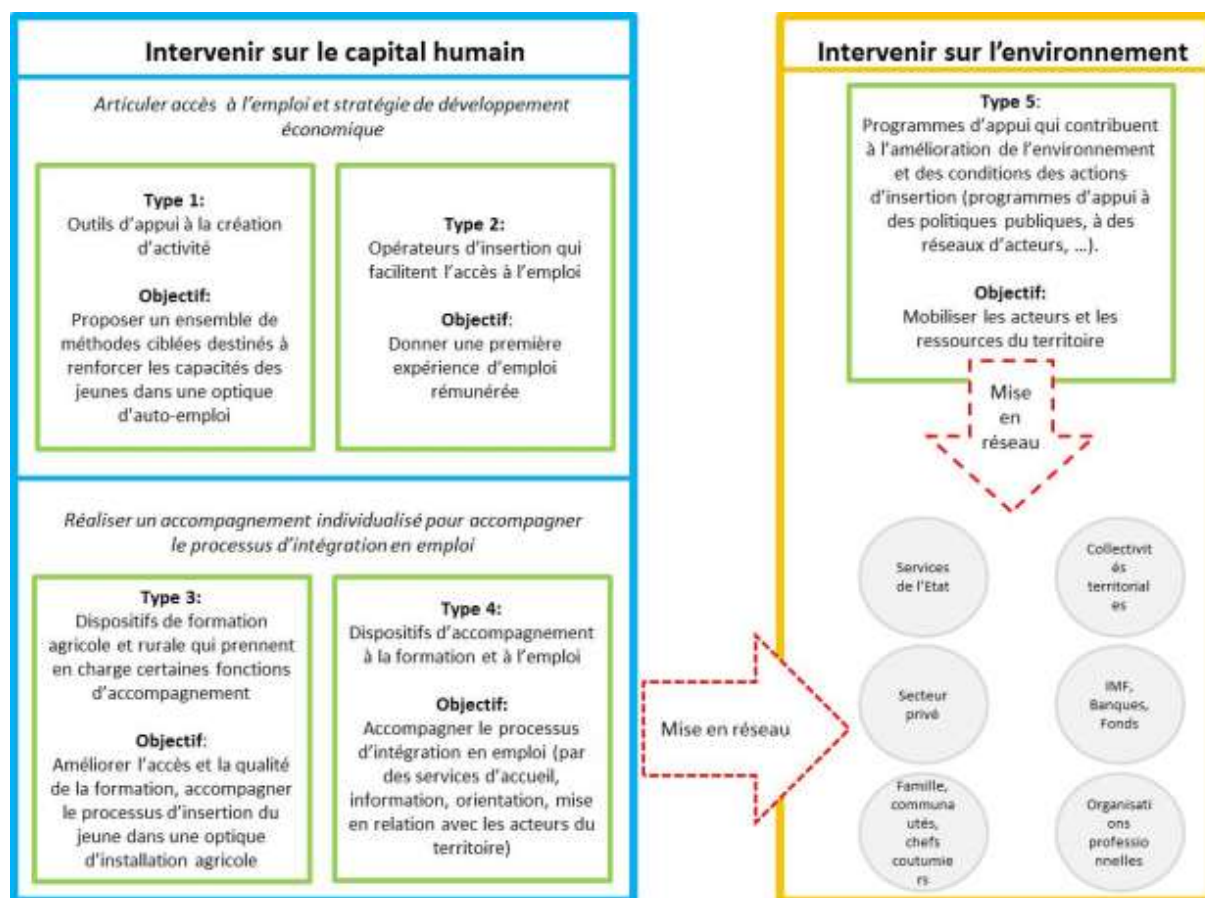 Intervenir sur le capital humain
Articuler accès à l'emploi et stratégie de développement
économique
Type 1:
Outils d'appui à la création
d'activité
Objectif:
Proposer un ensemble de
méthodes ciblées destinés à
renforcer les capacités des
jeunes dans une optique
d'auto-emploi
Type 2:
Opérateurs d'insertion qui
facilitent l'accès à l'emploi
Objectif:
Donner une première
expérience d'emploi
rémunérée
Réaliser un accompagnement individualisé pour accompagner
le processus d'intégration en emploi
Type 3:
Dispositifs de formation
agricole et rurale qui prennent
en charge certaines fonctions
d'accompagnement
Objectif:
Améliorer l'accès et la qualité
de la formation, accompagner
le processus d'insertion du
jeune dans une optique
d'installation agricole
Type 4:
Dispositifs d'accompagnement
à la formation et à l'emploi
Objectif:
Accompagner le processus
d'intégration en emploi (par
des services d'accueil,
information, orientation, mise
en relation avec les acteurs du
territoire)
Mise en réseau
Intervenir sur l'environnement
Type 5:
Programmes d'appui qui contribuent
à l'amélioration de l'environnement
et des conditions des actions
d'insertion (programmes d'appui à
des politiques publiques, à des
réseaux d'acteurs, ...).
Objectif:
Mobiliser les acteurs et les
ressources du territoire
Mise
en
réseau
Services
de l'Etat
Collectivit
és
territorial
es
Secteur
privé
IMF,
Banques,
Fonds
Famille,
communa
utés,
chefs
coutumie
rs
Organisati
ons
professio
nnelles